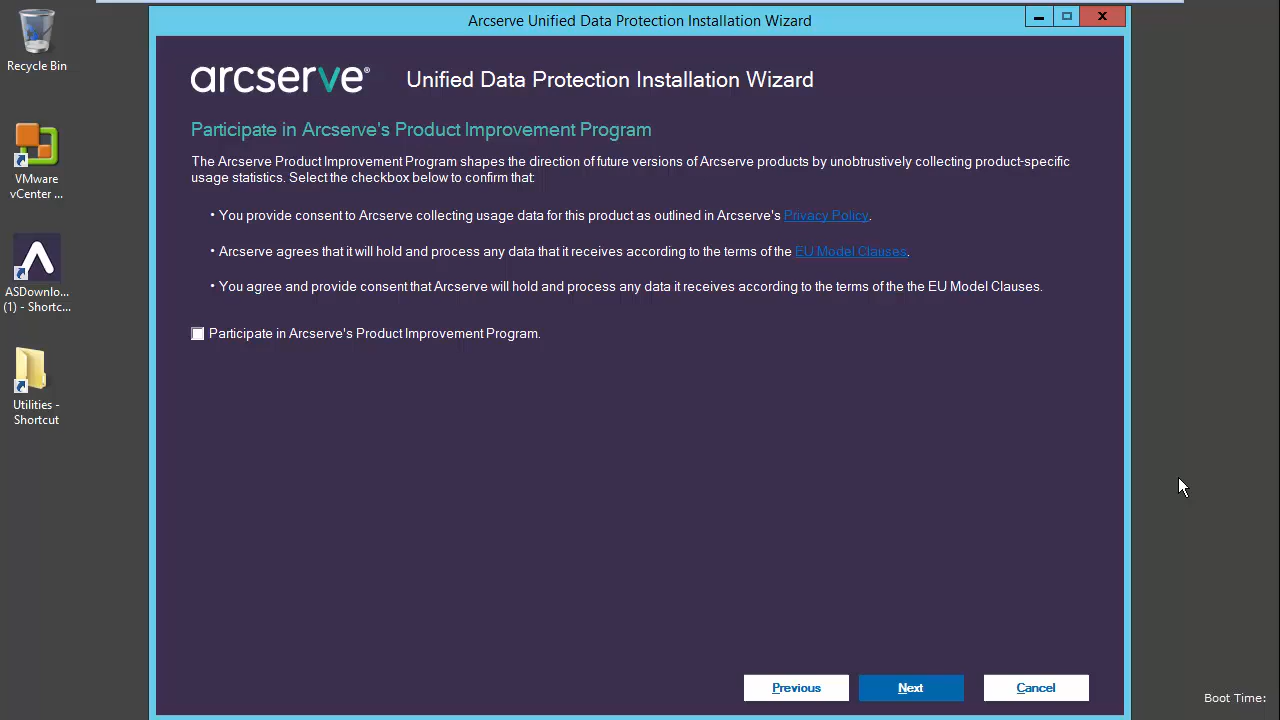 Arcserve Unified Data Protection Installation Wizard
Recycle Bin
VMware
vCenter ...
ASDownlo...
(1) - Shortc...
Utilities -
Shortcut
arcserve®
Unified Data Protection Installation Wizard
Participate in Arcserve's Product Improvement Program
The Arcserve Product Improvement Program shapes the direction of future versions of Arcserve products by unobtrustively collecting product-specific
usage statistics. Select the checkbox below to confirm that:
• You provide consent to Arcserve collecting usage data for this product as outlined in Arcserve's Privacy Policy.
• Arcserve agrees that it will hold and process any data that it receives according to the terms of the EU Model Clauses.
• You agree and provide consent that Arcserve will hold and process any data it receives according to the terms of the the EU Model Clauses.
Participate in Arcserve's Product Improvement Program.
Previous
Next
Cancel
Boot Time: